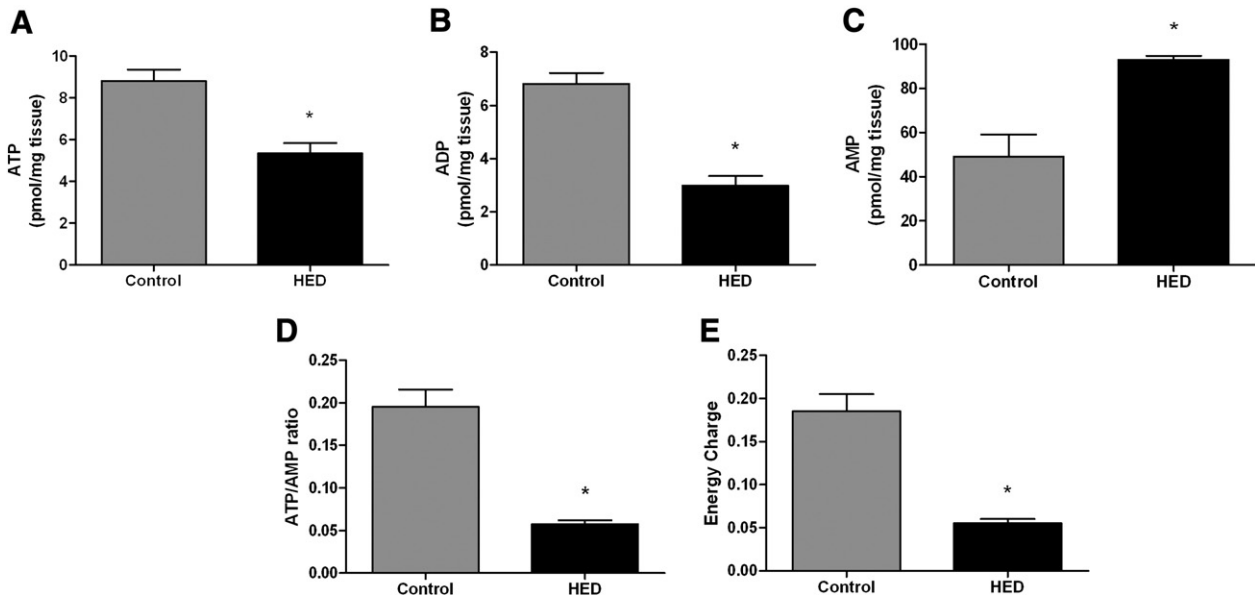 A
ATP
(pmol/mg tissue)
10
8
6
4
2
0
*
Control
HED
B
ADP
(pmol/mg tissue)
8
6
4
2
0
*
Control
HED
C
AMP
(pmol/mg tissue)
100
80
60
40
20
0
*
Control
HED
D
ATP/AMP ratio
0.25
0.20
0.15
0.10
0.05
0.00
*
Control
HED
E
Energy Charge
0.25
0.20
0.15
0.10
0.05
0.00
*
Control
HED